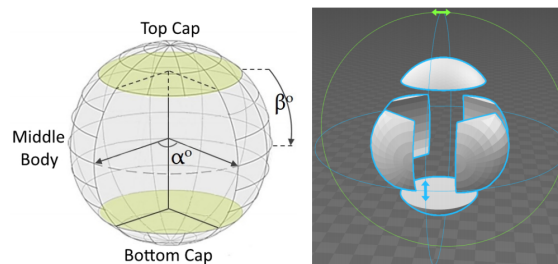 Top Cap
β°
Middle
Body
α°
Bottom Cap